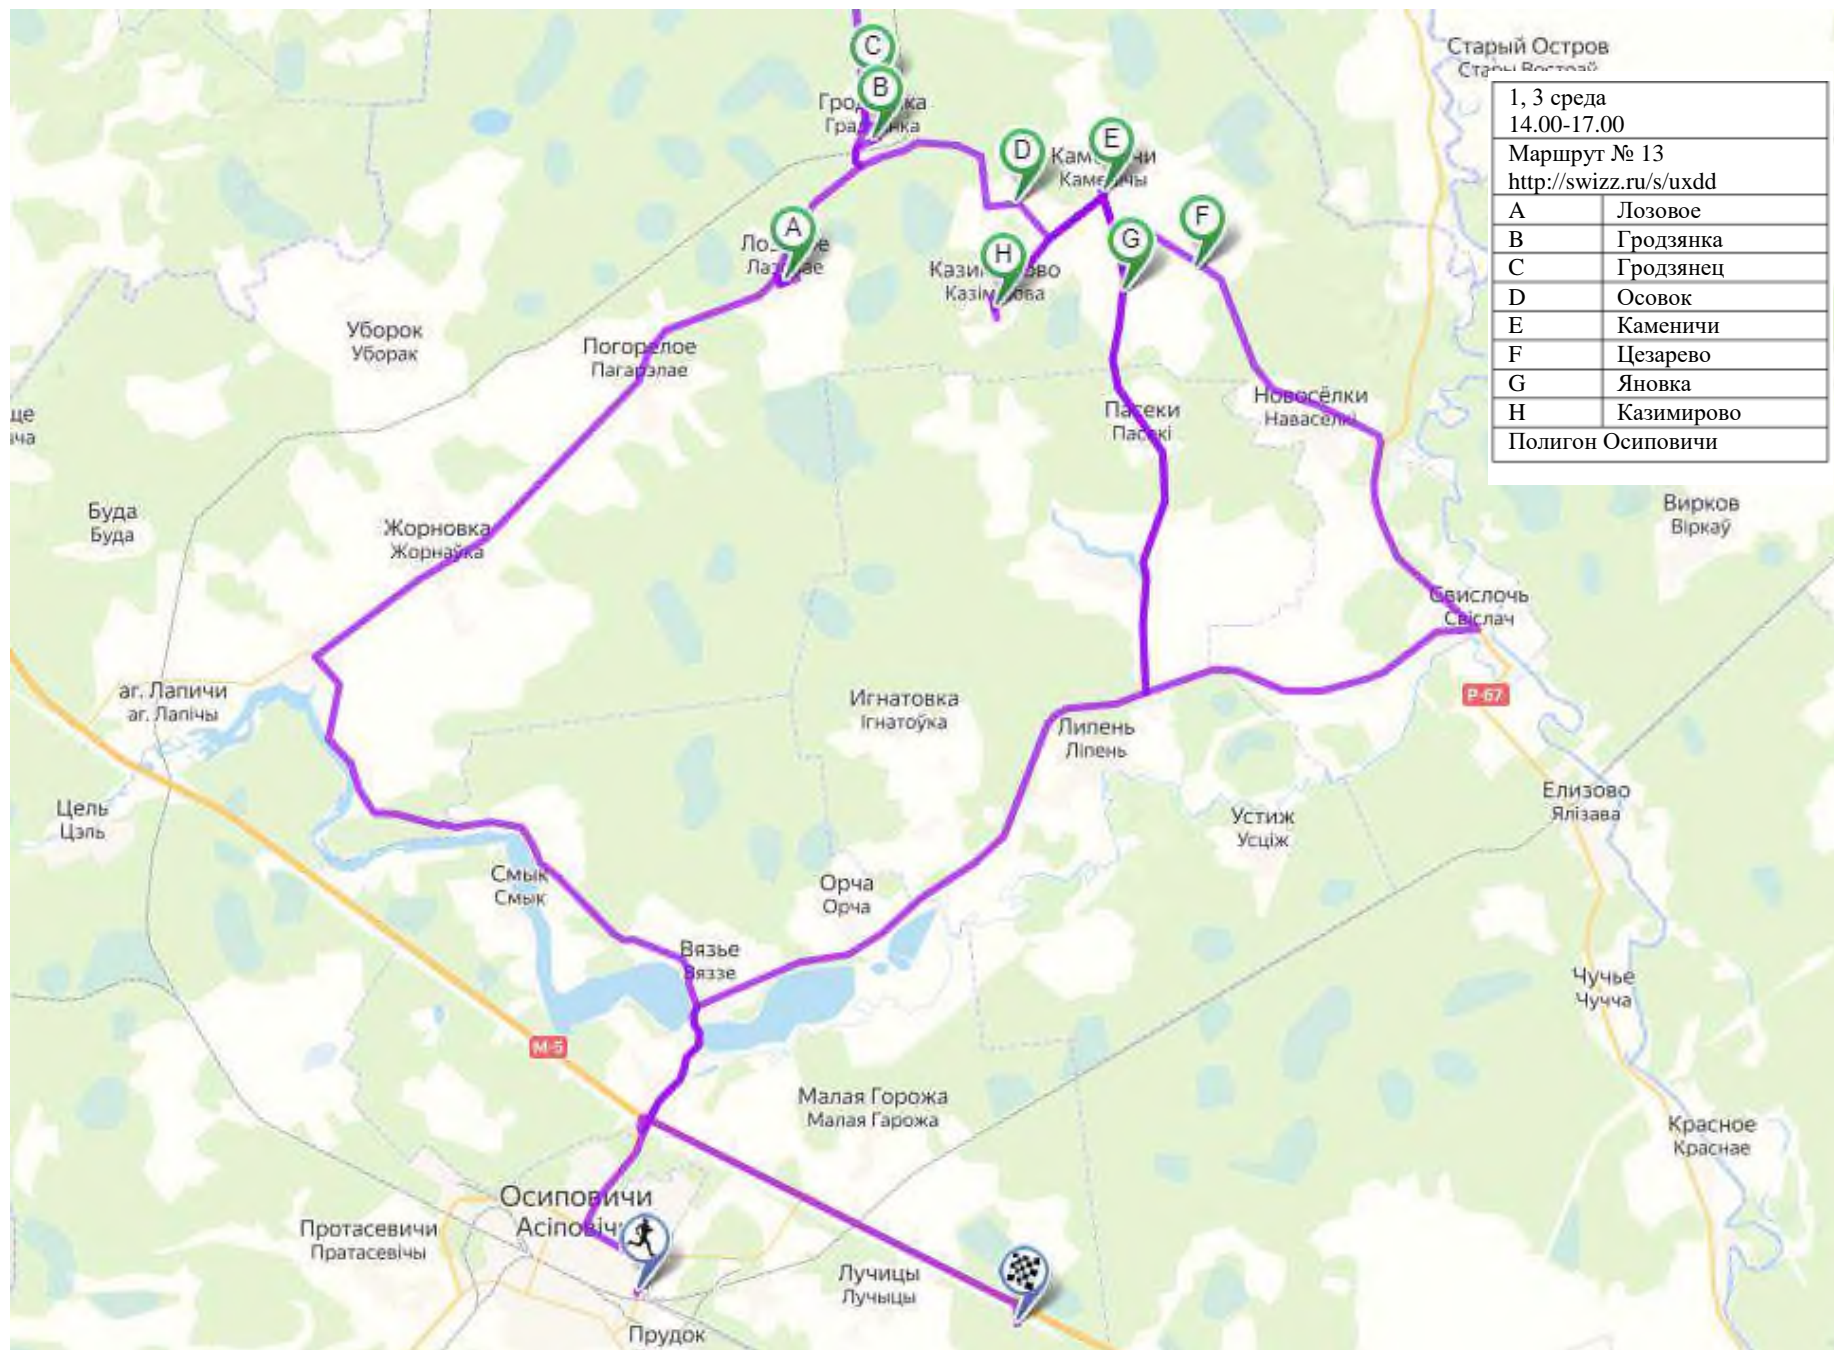 C
Старый Остров
B
1, 3 среда
14.00-17.00
Маршрут № 13
http://swizz.ru/s/uxdd
A Лозовое
B Гродзянка
C Гродзянец
D Осовок
E Каменичи
F Цезарево
G Яновка
H Казимирово
Полигон Осиповичи
E
D
F
A
G
H
Уборок
Уборак
Погорелое
Пагарэлае
Новосёлки
Наваселкі
Пасеки
Пасекі
Буда
Буда
Жорновка
Жорнаўка
Вирков
Віркаў
Свислочь
Свіслач
аг. Лапичи
аг. Лапічы
Игнатовка
Ігнатоўка
P-67
Липень
Ліпень
Цель
Цэль
Елизово
Ялізава
Устиж
Усціж
Смык
Смык
Орча
Орча
Вязье
Вяззе
Чучье
Чучча
M-5
Малая Горожа
Малая Гарожа
Красное
Краснае
Осиповичи
Протасевичи
Пратасевічы
Лучицы
Лучыцы
Прудок